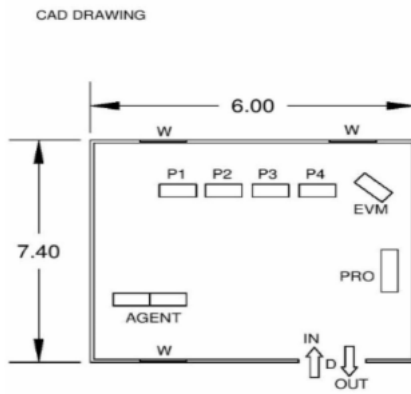 CAD DRAWING
6.00
W W
P1 P2 P3 P4
EVM
7.40
PRO
AGENT
IN
W
D
OUT